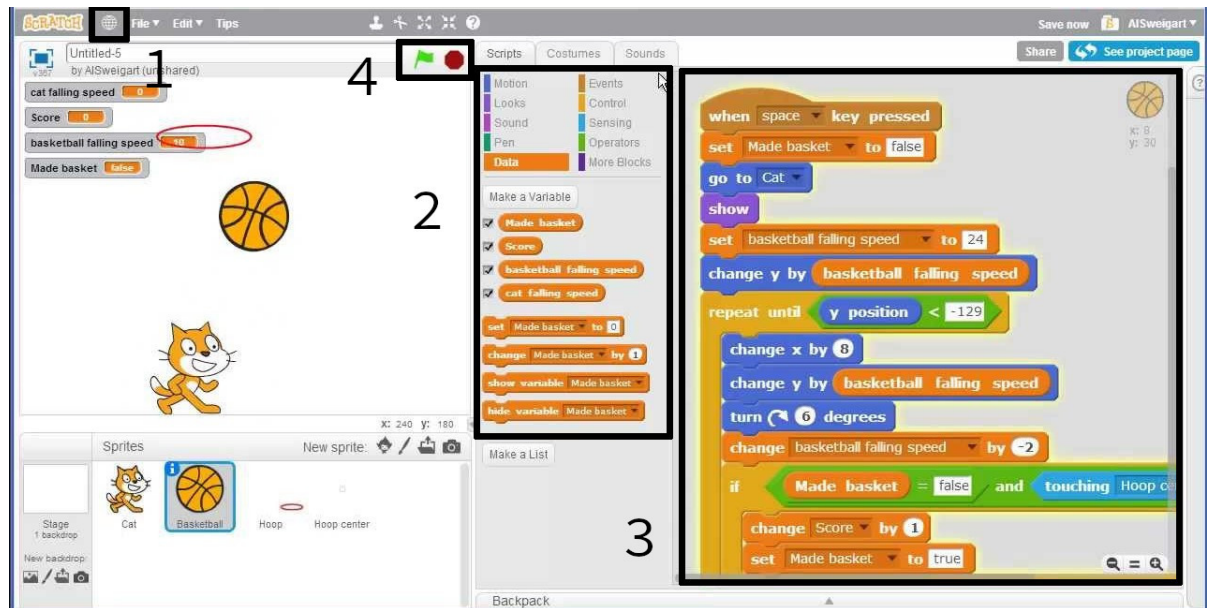 SCRATCH File Edit Tips Save now AlSweigart
1
4
v367
Untitled-5
by AlSweigart (unshared)
cat falling speed 0
Score 0
basketball falling speed 10
Made basket false
x: 240 y: 180
Sprites New sprite:
Stage
1 backdrop
New backdrop:
Cat
Basketball
Hoop
Hoop center
Scripts Costumes Sounds
2
Motion Events
Looks Control
Sound Sensing
Pen Operators
Data More Blocks
Make a Variable
Made basket
Score
basketball falling speed
cat falling speed
set Made basket to 0
change Made basket by 1
show variable Made basket
hide variable Made basket
Make a List
3
Share See project page
when space key pressed
set Made basket to false
go to Cat
show
set basketball falling speed to 24
change y by basketball falling speed
repeat until y position < -129
change x by 8
change y by basketball falling speed
turn 6 degrees
change basketball falling speed by -2
if Made basket = false and touching Hoop ce
change Score by 1
set Made basket to true
y: 30
Backpack